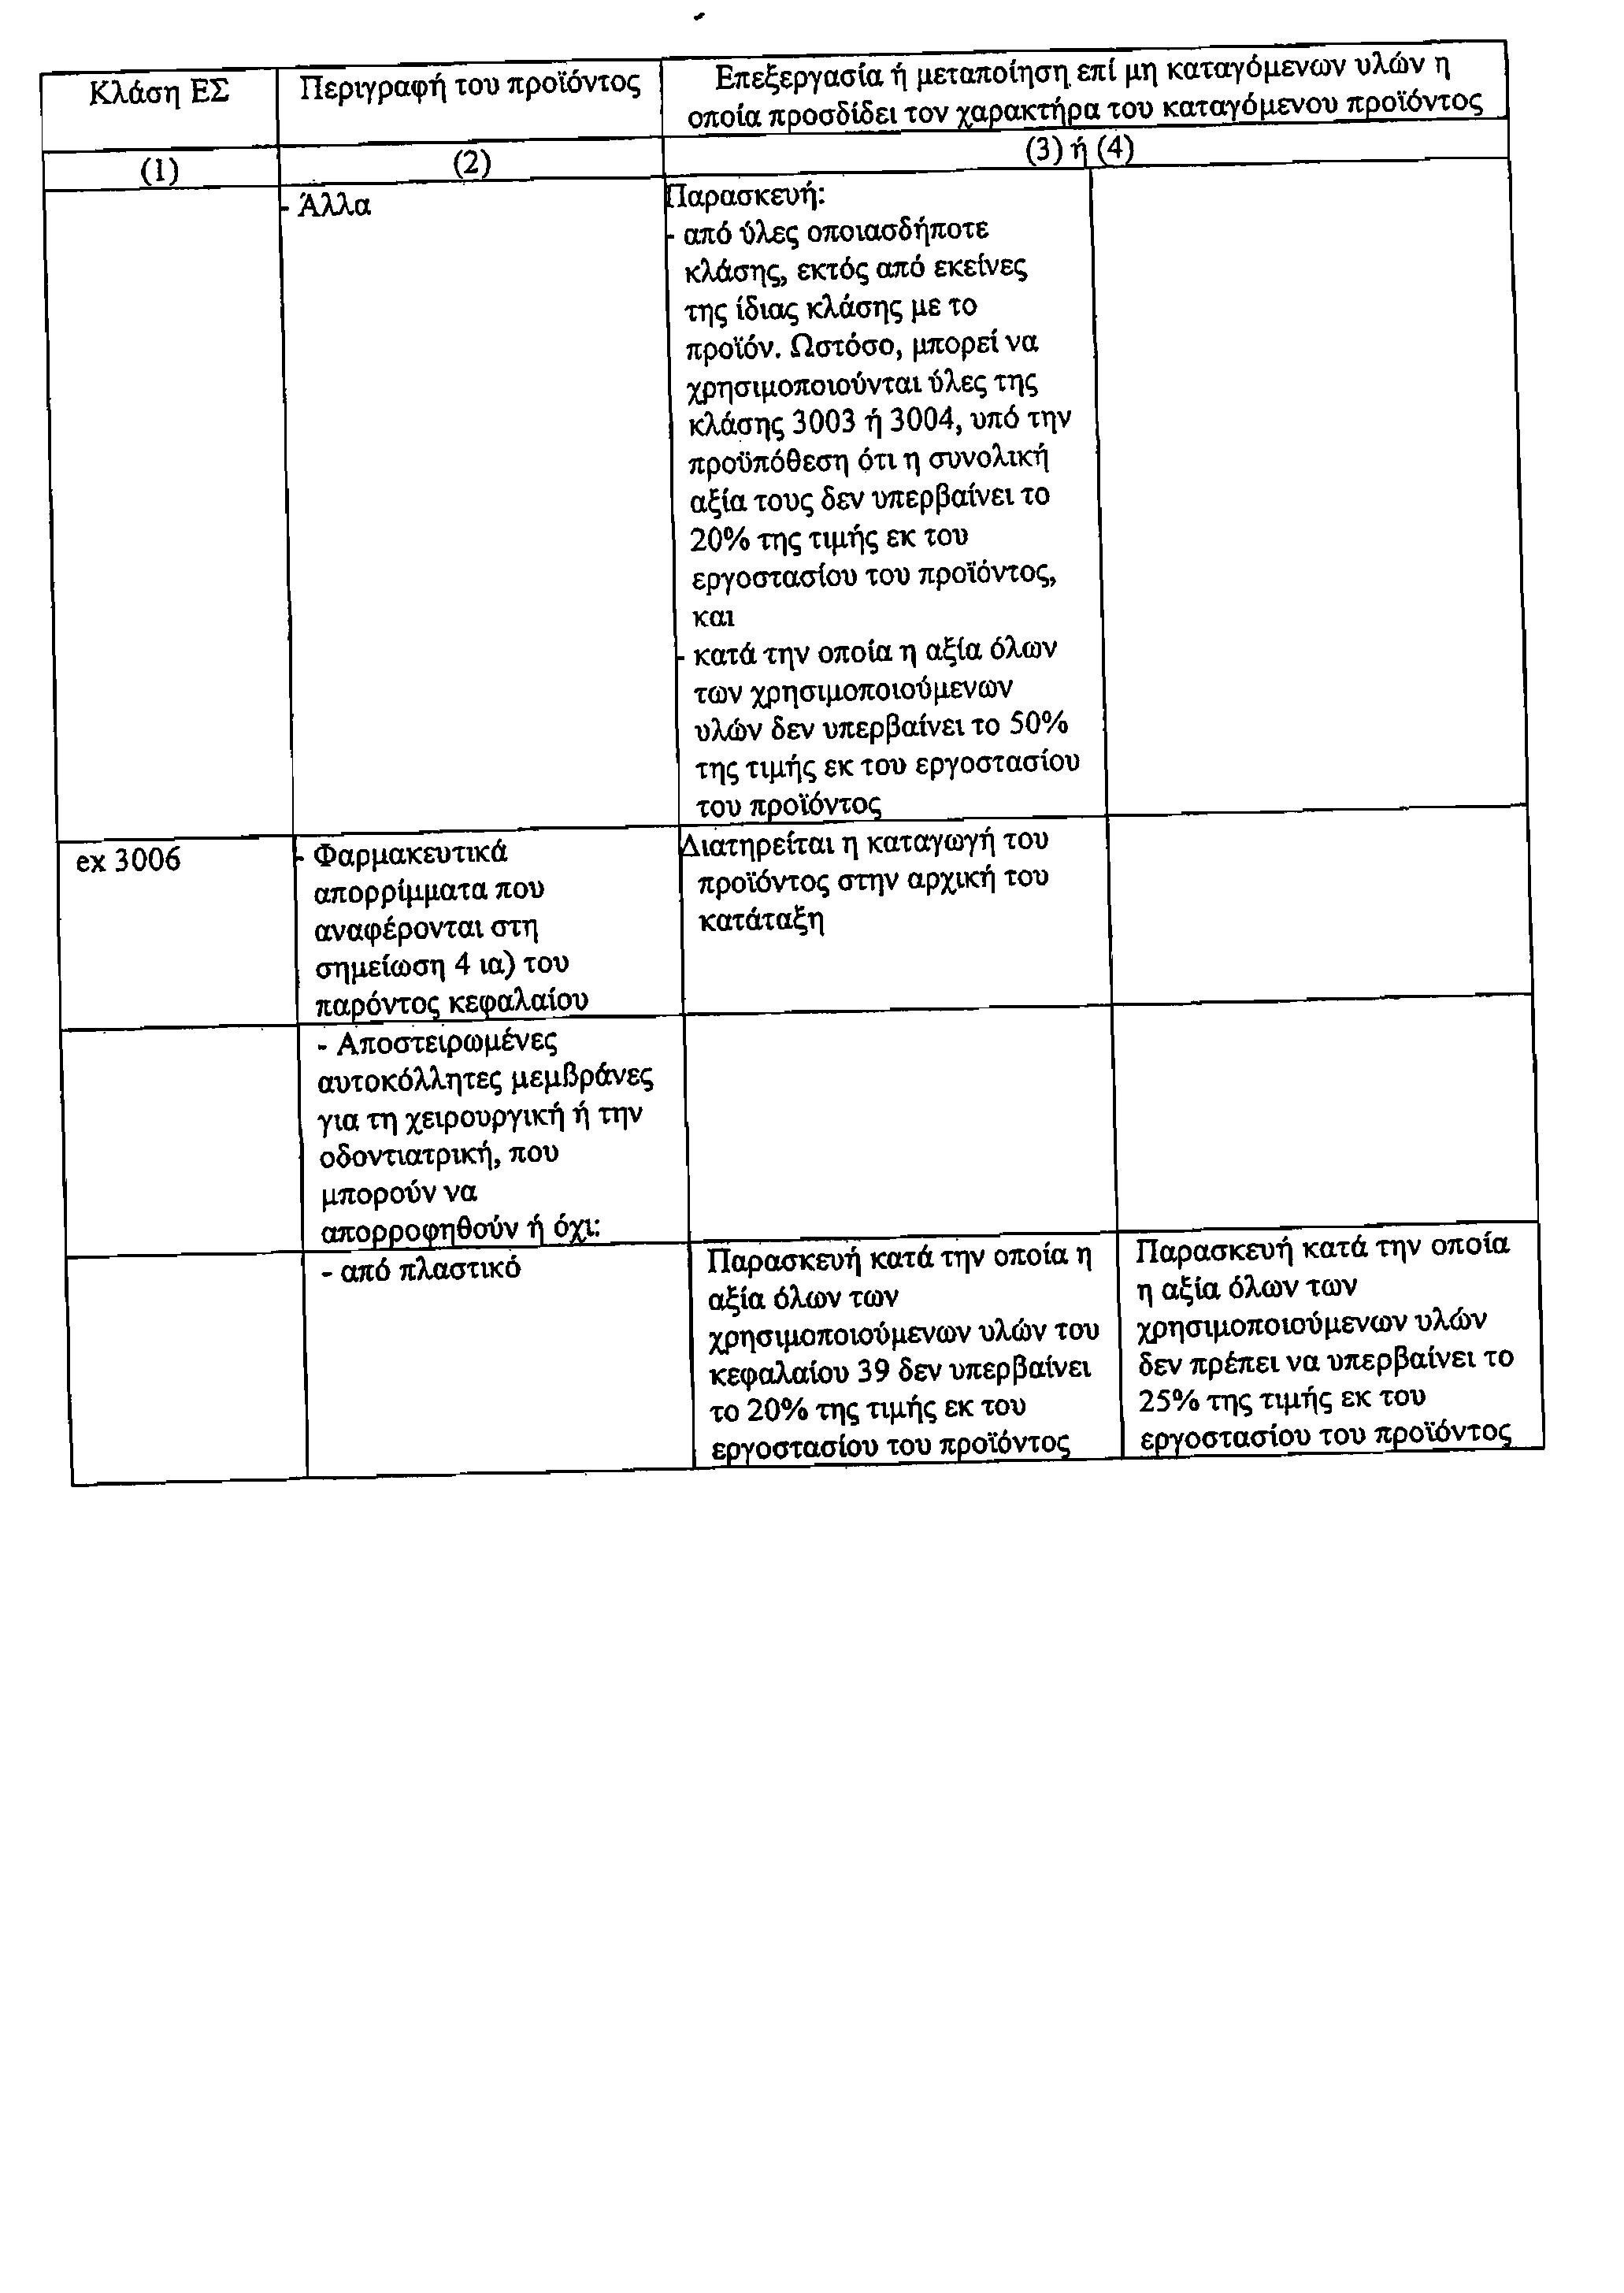 Κλάση ΕΣ
Περιγραφή του προϊόντος
Επεξεργασία ή μεταποίηση επί μη καταγόμενων υλών η
οποία προσδίδει τον χαρακτήρα του καταγόμενου προϊόντος
(1)
(2)
(3) ή (4)
- Άλλα
Παρασκευή:
- από ύλες οποιασδήποτε
κλάσης, εκτός από εκείνες
της ίδιας κλάσης με το
προϊόν. Ωστόσο, μπορεί να
χρησιμοποιούνται ύλες της
κλάσης 3003 ή 3004, υπό την
προϋπόθεση ότι η συνολική
αξία τους δεν υπερβαίνει το
20% της τιμής εκ του
εργοστασίου του προϊόντος,
και
- κατά την οποία η αξία όλων
των χρησιμοποιούμενων
υλών δεν υπερβαίνει το 50%
της τιμής εκ του εργοστασίου
του προϊόντος
ex 3006
- Φαρμακευτικά
απορρίμματα που
αναφέρονται στη
σημείωση 4 ια) του
παρόντος κεφαλαίου
Διατηρείται η καταγωγή του
προϊόντος στην αρχική του
κατάταξη
- Αποστειρωμένες
αυτοκόλλητες μεμβράνες
για τη χειρουργική ή την
οδοντιατρική, που
μπορούν να
απορροφηθούν ή όχι:
- από πλαστικό
Παρασκευή κατά την οποία η
αξία όλων των
χρησιμοποιούμενων υλών του
κεφαλαίου 39 δεν υπερβαίνει
το 20% της τιμής εκ του
εργοστασίου του προϊόντος
Παρασκευή κατά την οποία
η αξία όλων των
χρησιμοποιούμενων υλών
δεν πρέπει να υπερβαίνει το
25% της τιμής εκ του
εργοστασίου του προϊόντος